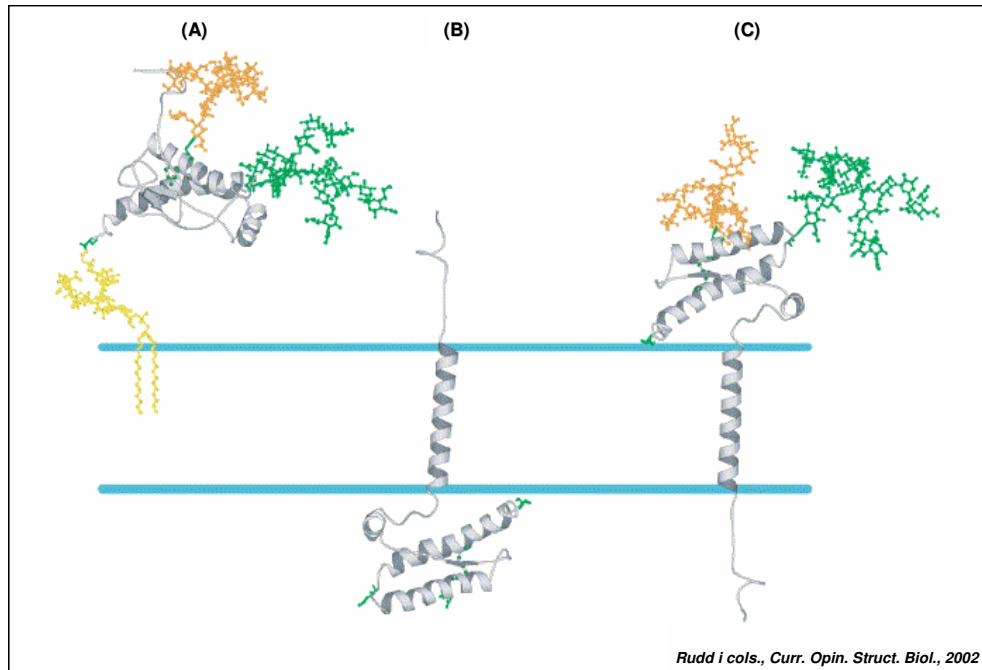 (A) (B) (C)
Rudd i cols., Curr. Opin. Struct. Biol., 2002